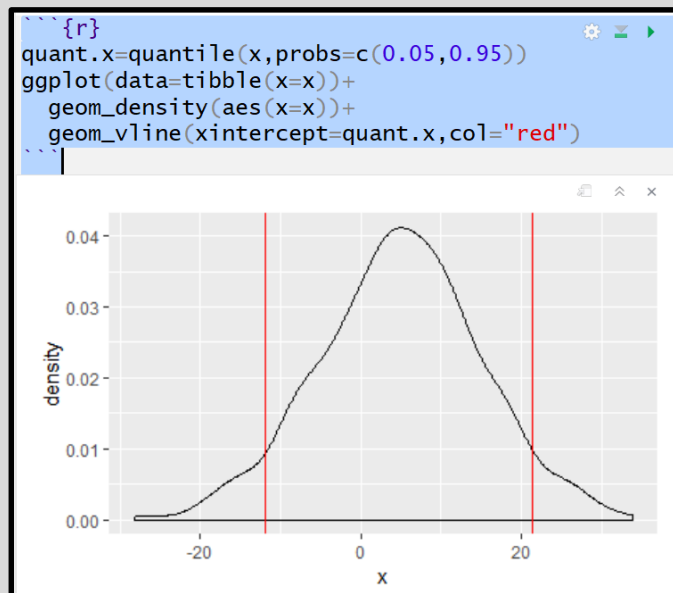 ```{r}
quant.x=quantile(x,probs=c(0.05,0.95))
ggplot(data=tibble(x=x))+
  geom_density(aes(x=x))+
  geom_vline(xintercept=quant.x,col="red")
```
0.04
0.03
0.02
0.01
0.00
density
-20 0 20
x